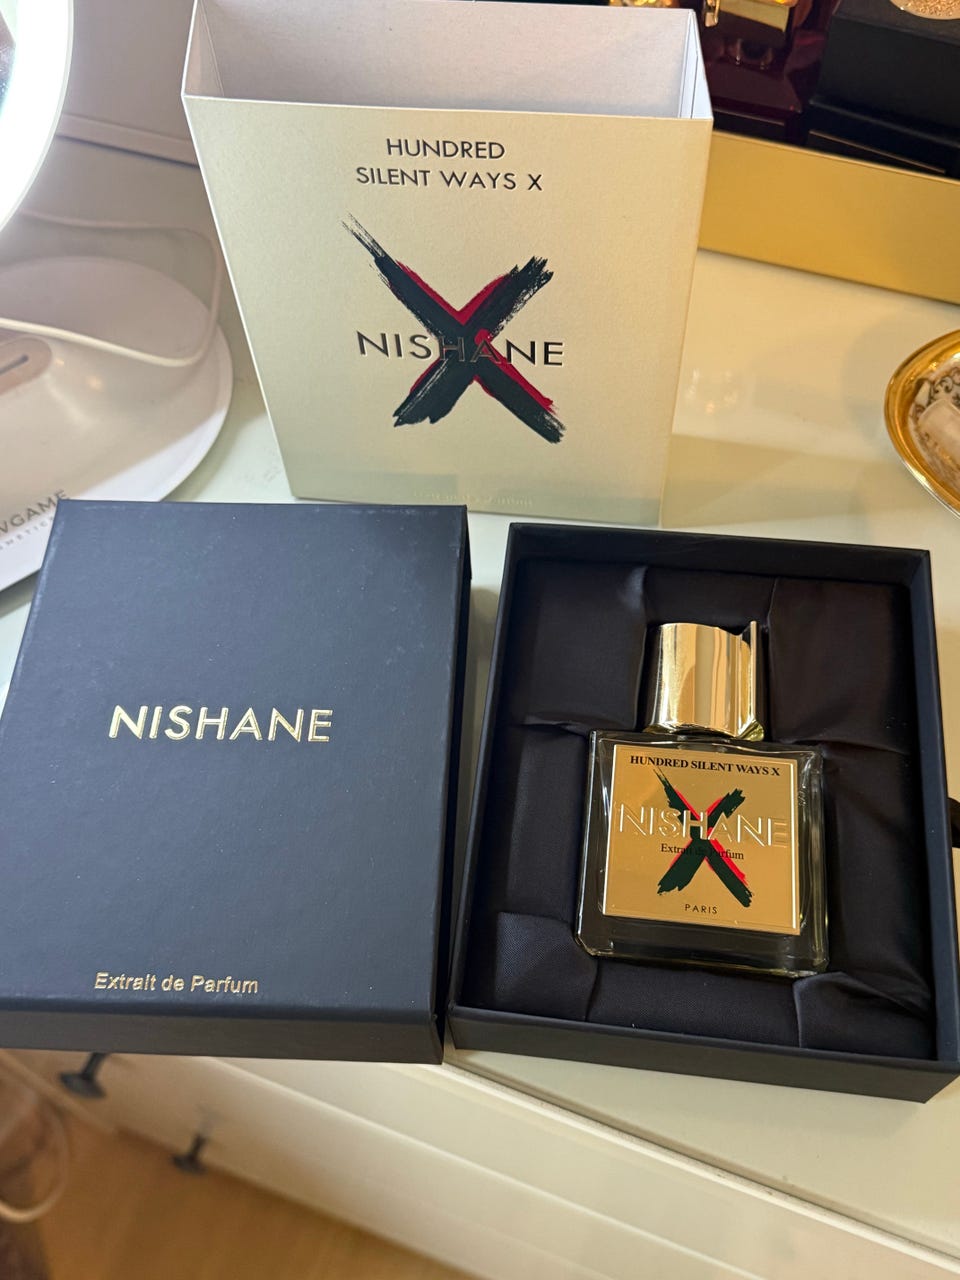 HUNDRED
SILENT WAYS X
NISHANE
NISHANE
Extrait de Parfum
HUNDRED SILENT WAYS X
NISHANE
Extrait de Parfum
PARIS